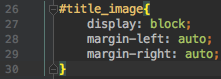 26 #title_image{
27 display: block;
28 margin-left: auto;
29 margin-right: auto;
30 }